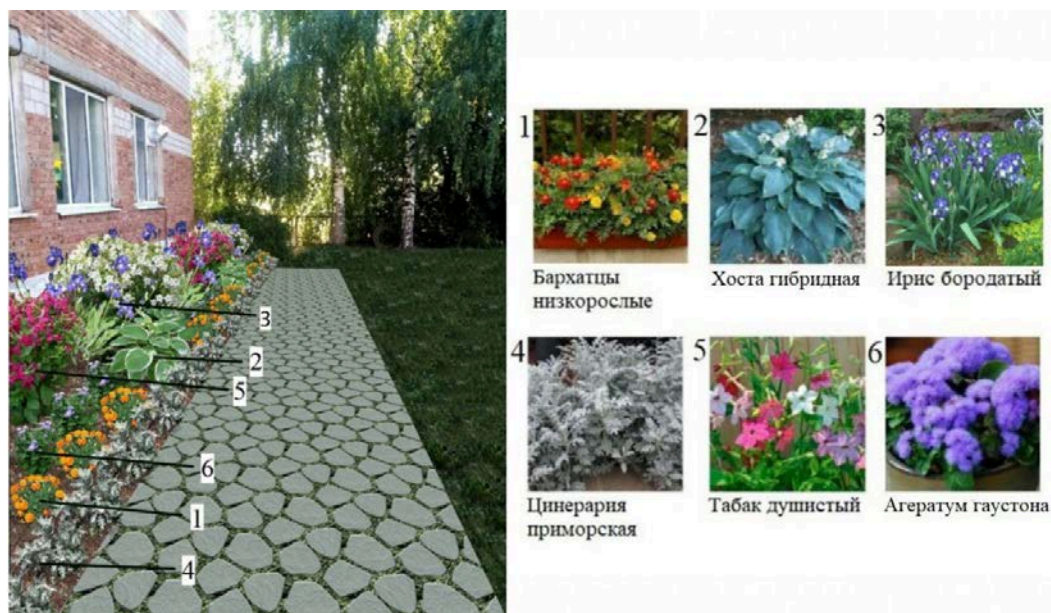 3
2
5
6
1
4
1
2
3
Бархатцы
низкорослые
Хоста гибридная
Ирис бородатый
4
5
6
Цинерария
приморская
Табак душистый
Агератум гаустона